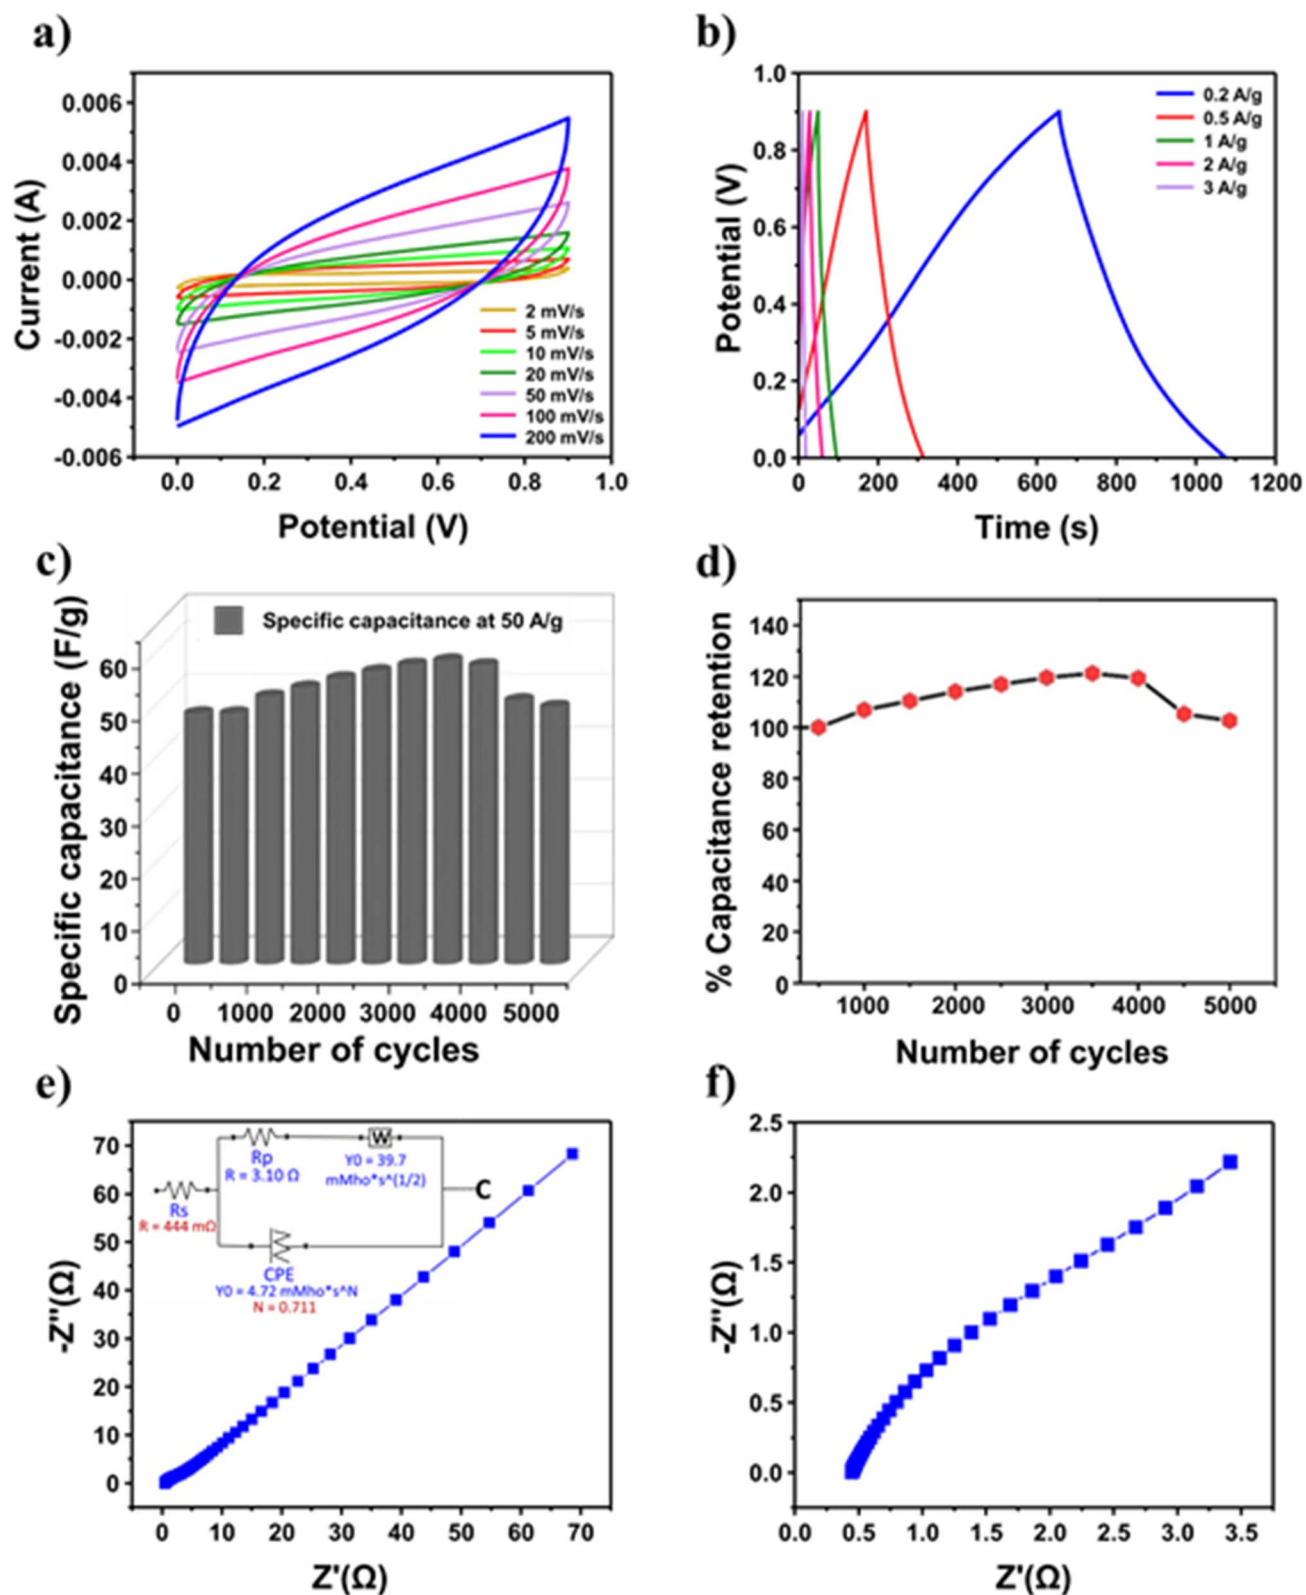 a)
0.006
0.004
0.002
0.000
-0.002
-0.004
-0.006
Current (A)
2 mV/s
5 mV/s
10 mV/s
20 mV/s
50 mV/s
100 mV/s
200 mV/s
0.0 0.2 0.4 0.6 0.8 1.0
Potential (V)
b)
1.0
0.8
0.6
0.4
0.2
0.0
Potential (V)
0.2 A/g
0.5 A/g
1 A/g
2 A/g
3 A/g
0 200 400 600 800 1000 1200
Time (s)
c)
Specific capacitance (F/g)
Specific capacitance at 50 A/g
60
50
40
30
20
10
0
0 1000 2000 3000 4000 5000
Number of cycles
d)
% Capacitance retention
140
120
100
80
60
40
20
0
1000 2000 3000 4000 5000
Number of cycles
e)
-Z''(Ω)
70
60
50
40
30
20
10
0
Rp
R = 3.10 Ω
W
Y0 = 39.7
mMho*s^(1/2)
Rs
R = 444 mΩ
C
CPE
Y0 = 4.72 mMho*s^N
N = 0.711
0 10 20 30 40 50 60 70
Z'(Ω)
f)
-Z''(Ω)
2.5
2.0
1.5
1.0
0.5
0.0
0.0 0.5 1.0 1.5 2.0 2.5 3.0 3.5
Z'(Ω)